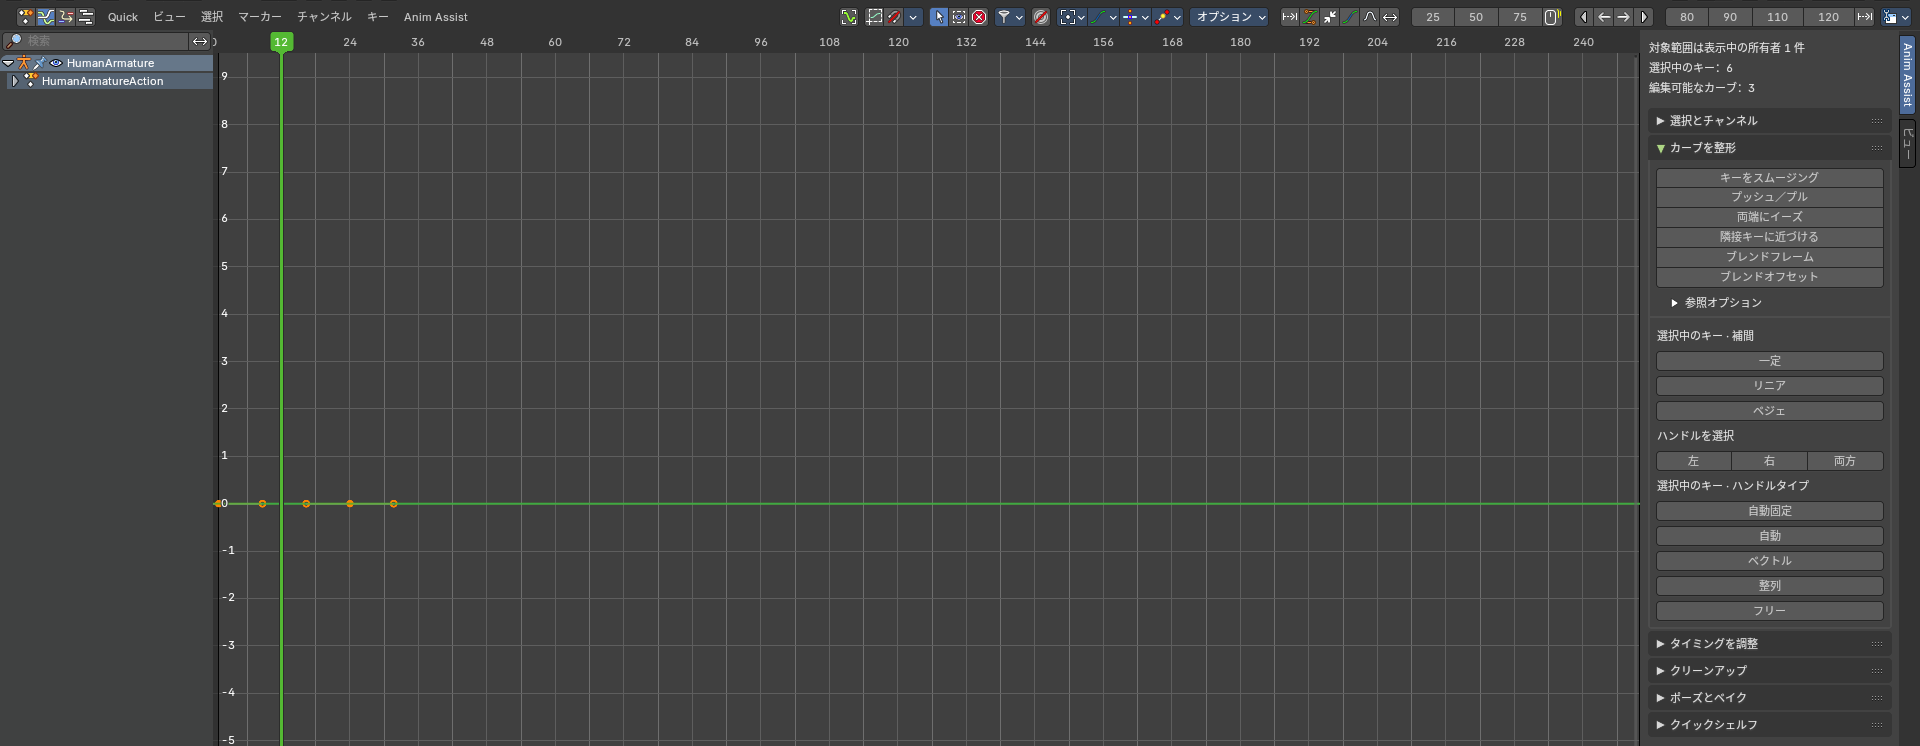 Quick ビュー 選択 マーカー チャンネル キー Anim Assist オプション 25 50 75 80 90 110 120
検索
0 12 24 36 48 60 72 84 96 108 120 132 144 156 168 180 192 204 216 228 240
HumanArmature
HumanArmatureAction
9
8
7
6
5
4
3
2
1
0
-1
-2
-3
-4
-5
対象範囲は表示中の所有者 1 件
選択中のキー: 6
編集可能なカーブ: 3
選択とチャンネル
カーブを整形
キーをスムージング
プッシュ／プル
両端にイーズ
隣接キーに近づける
ブレンドフレーム
ブレンドオフセット
参照オプション
選択中のキー · 補間
一定
リニア
ベジェ
ハンドルを選択
左 右 両方
選択中のキー · ハンドルタイプ
自動固定
自動
ベクトル
整列
フリー
タイミングを調整
クリーンアップ
ポーズとベイク
クイックシェルフ
Anim Assist
ビュー